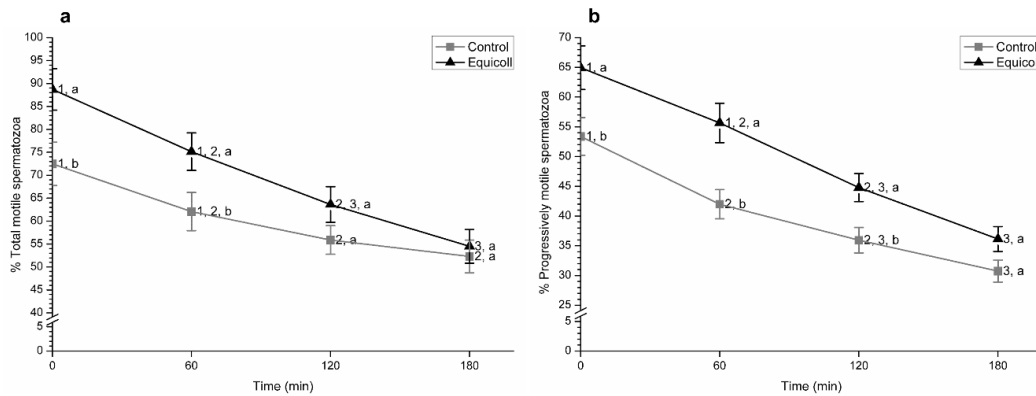 a
% Total motile spermatozoa
100
95
90
85
80
75
70
65
60
55
50
45
40
5
0
0 60 120 180
Time (min)
Control
Equicoll
1, a
1, b
1, 2, a
1, 2, b
2, 3, a
2, a
3, a
2, a
b
% Progressively motile spermatozoa
70
65
60
55
50
45
40
35
30
25
5
0
0 60 120 180
Time (min)
Control
Equicol
1, a
1, b
1, 2, a
2, b
2, 3, a
2, 3, b
3, a
3, a